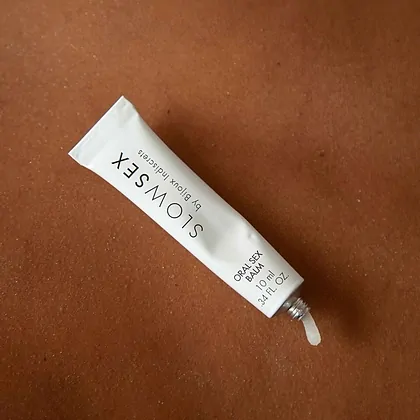 SLOWSEX
by Bijoux Indiscrets
ORAL SEX
BALM
10 ml
.34 FL. OZ.